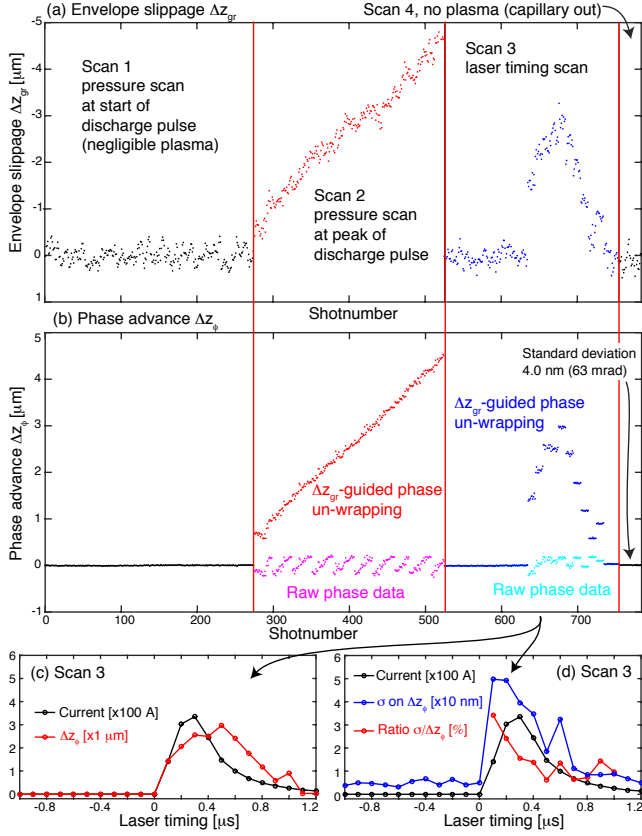 (a) Envelope slippage Δz_gr
Scan 4, no plasma (capillary out)
Envelope slippage Δz_gr [μm]
-5
-4
-3
-2
-1
0
1
Scan 1
pressure scan
at start of
discharge pulse
(negligible plasma)
Scan 2
pressure scan
at peak of
discharge pulse
Scan 3
laser timing scan
Shotnumber
(b) Phase advance Δz_ϕ
Phase advance Δz_ϕ [μm]
5
4
3
2
1
0
-1
Standard deviation
4.0 nm (63 mrad)
Δz_gr-guided phase
un-wrapping
Δz_gr-guided phase
un-wrapping
Raw phase data
Raw phase data
0 100 200 300 400 500 600 700
Shotnumber
(c) Scan 3
6
5
4
3
2
1
0
Current [x100 A]
Δz_ϕ [x1 μm]
-0.8 -0.4 0 0.4 0.8 1.2
Laser timing [μs]
(d) Scan 3
6
5
4
3
2
1
0
Current [x100 A]
σ on Δz_ϕ [x10 nm]
Ratio σ/Δz_ϕ [%]
-0.8 -0.4 0 0.4 0.8 1.2
Laser timing [μs]